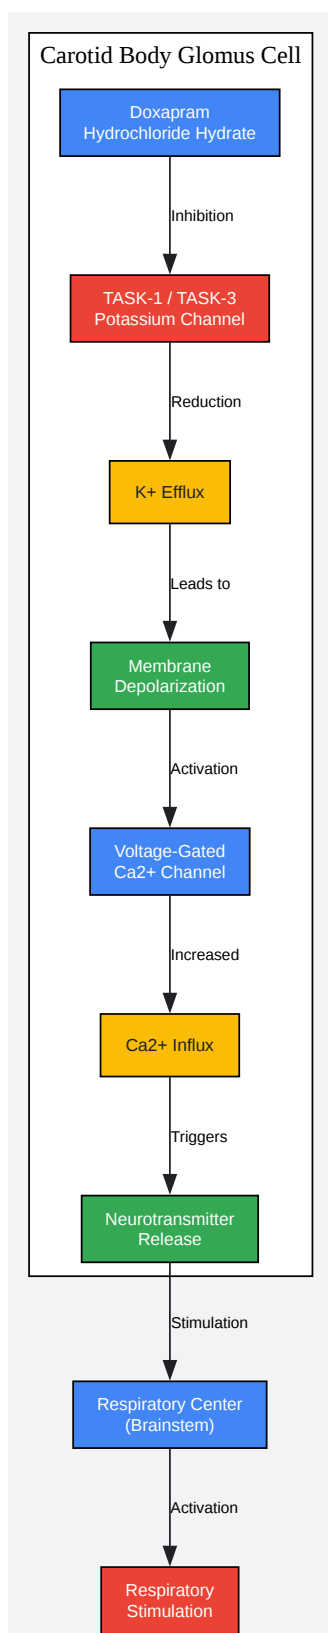 Carotid Body Glomus Cell
Doxapram
Hydrochloride Hydrate
Inhibition
TASK-1 / TASK-3
Potassium Channel
Reduction
K+ Efflux
Leads to
Membrane
Depolarization
Activation
Voltage-Gated
Ca2+ Channel
Increased
Ca2+ Influx
Triggers
Neurotransmitter
Release
Stimulation
Respiratory Center
(Brainstem)
Activation
Respiratory
Stimulation